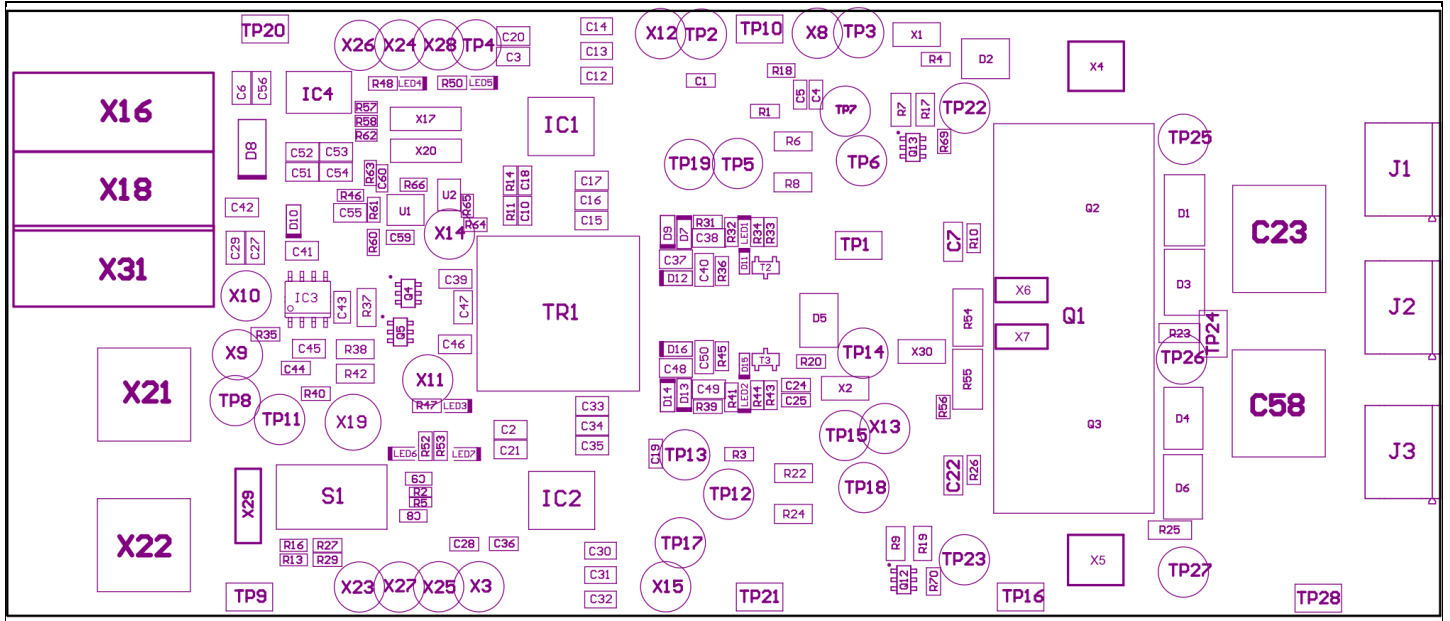 TP20 X26 X24 X28 TP4 C20 C14 X12 TP2 TP10 X8 TP3 X1
C3 C13 R4 D2
R48 LED4 R50 LED5 C12 C1 R18 X4
X16 C6 C56 IC4 C5 C4
R57 R58 R62 X17 IC1 R1 TP7 R7 R17 TP22
D8 C52 C53 X20 R6 Q13 R69 TP25
C51 C54 R63 C60 TP19 TP5 TP6 J1
X18 R46 R66 U2 R14 C18 C17 R8
C42 D10 C55 R61 U1 R65 R11 C10 C16 Q2 D1
C59 X14 R64 C15 D9 D7 R31 C38 R32 LED1 R34 R33 C23
C29 C27 C41 R60 TP1 C7 R10
X31 C39 C37 C40 R36 D11 T2
X10 IC3 Q4 D12 X6 D3
C43 R37 C47 TR1 D5 Q1 J2
R35 Q5 R54 X7 R23 TP24
X9 C45 R38 C46 D16 C50 R45 D15 T3 R20 TP14 X30 TP26
C44 R42 X11 C48
X21 R40 D14 D13 C49 R41 LED2 R44 R43 C24 X2 R55
TP8 TP11 R47 LED3 C33 R39 C25 R56 C58
X19 C2 C34 TP15 X13 Q3 D4
LED6 R52 R53 LED7 C21 C35 C19 TP13 R3 J3
X29 S1 C9 R22 C22 R26
R2 R5 IC2 TP12 TP18 D6
C8 R24
X22 R16 R27 C28 C36 C30 TP17 R9 R19 R25
R13 R29 TP23 X5
C31 Q12 R70 TP27
TP9 X23 X27 X25 X3 C32 X15 TP21 TP16 TP28